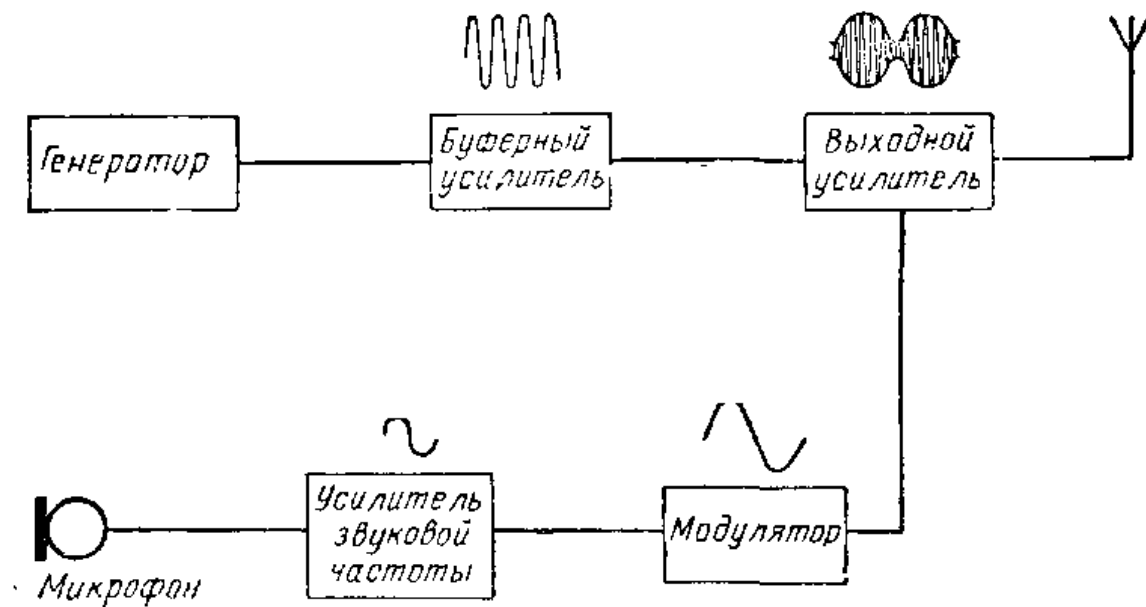 Генератор
Буферный
усилитель
Выходной
усилитель
Усилитель
звуковой
частоты
Модулятор
Микрофон